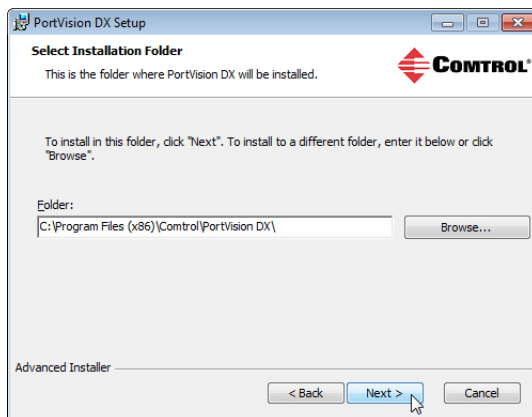 PortVision DX Setup
Select Installation Folder
This is the folder where PortVision DX will be installed.
COMTROL®
To install in this folder, click "Next". To install to a different folder, enter it below or click
"Browse".
Folder:
C:\Program Files (x86)\Comtrol\PortVision DX\
Browse...
Advanced Installer
< Back
Next >
Cancel